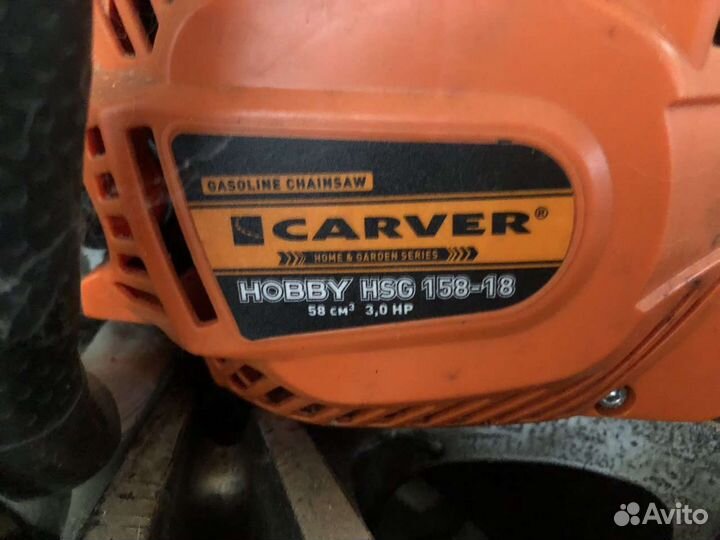 GASOLINE CHAINSAW
CARVER®
HOME & GARDEN SERIES
HOBBY HSG 158-18
58 см³ 3,0 HP
Avito